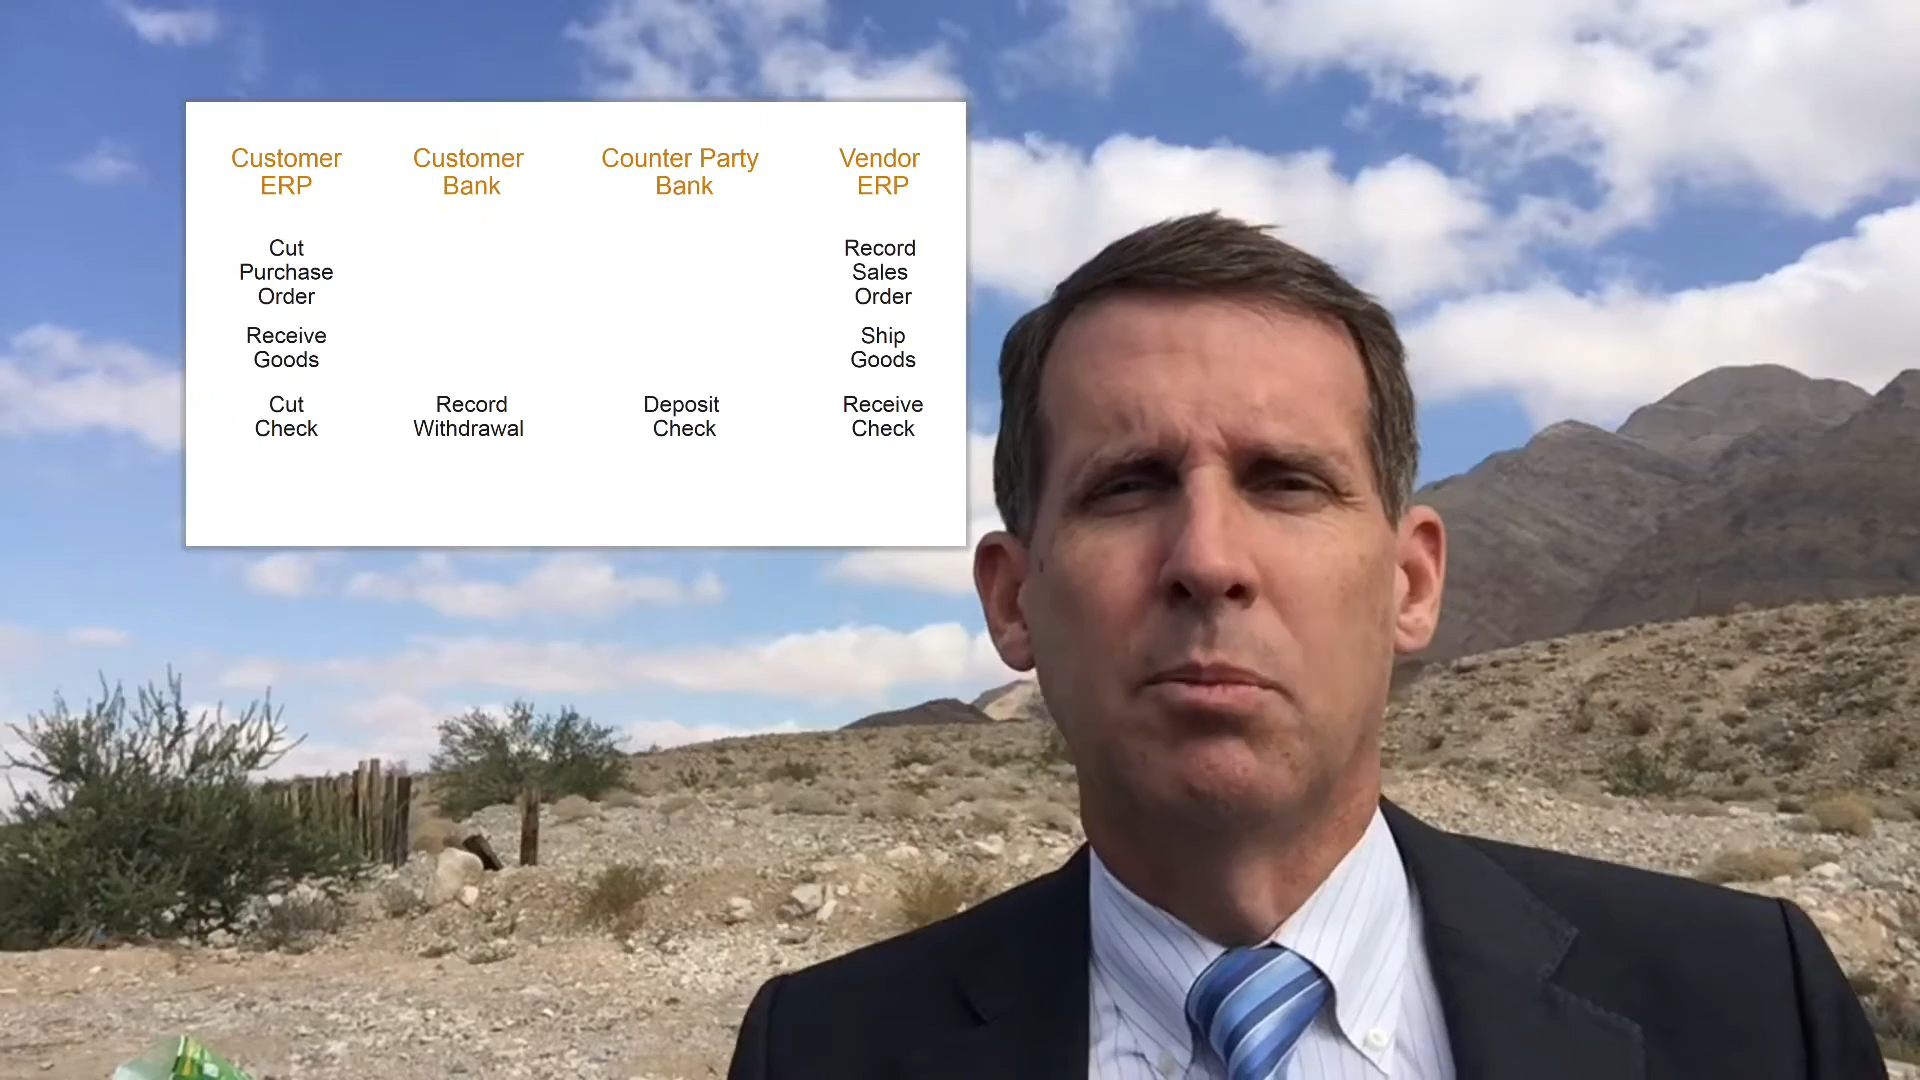 Customer ERP
Customer Bank
Counter Party Bank
Vendor ERP
Cut Purchase Order
Record Sales Order
Receive Goods
Ship Goods
Cut Check
Record Withdrawal
Deposit Check
Receive Check